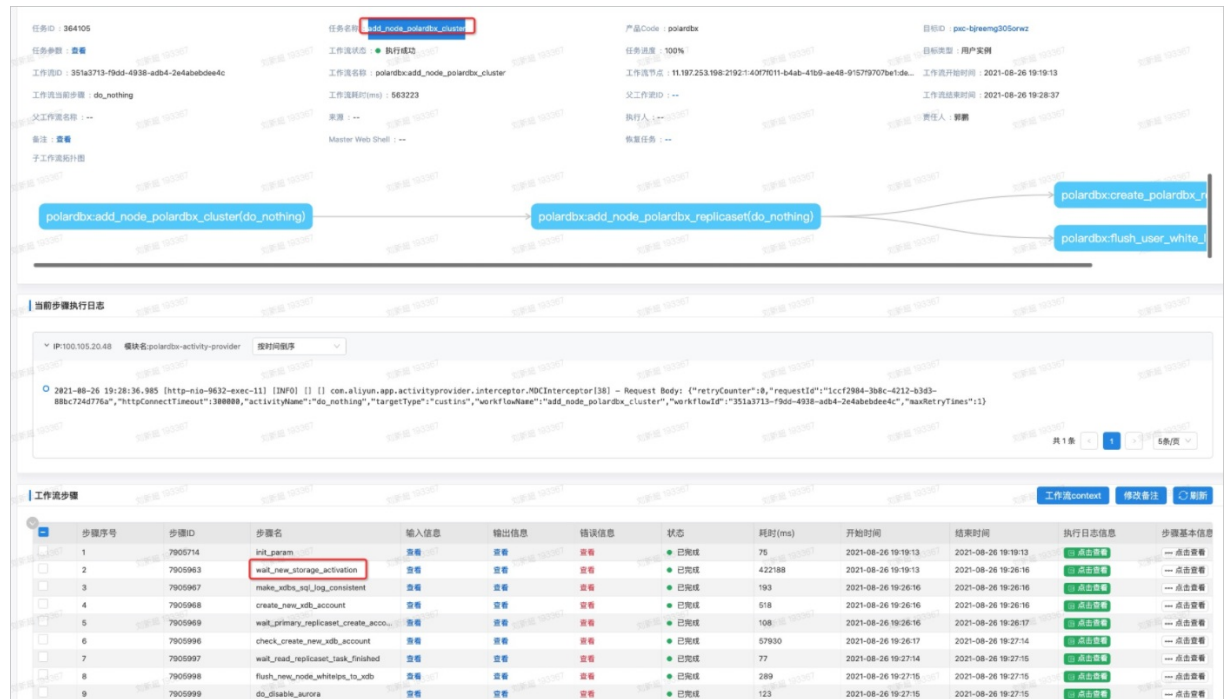 任务ID：364105 任务名称：add_node_polardbx_cluster 产品Code：polardbx 目标ID：pxc-bjreemg305orwz
任务参数：查看 工作流状态：执行成功 任务进度：100% 目标类型：用户实例
工作流ID：351a3713-f9dd-4938-adb4-2e4abebdee4c 工作流名称：polardbx:add_node_polardbx_cluster 工作流节点：11.197.253.198:2192:1:40f7f011-b4ab-41b9-ae48-9157f9707be1:de... 工作流开始时间：2021-08-26 19:19:13
工作流当前步骤：do_nothing 工作流耗时(ms)：563223 父工作流ID：-- 工作流结束时间：2021-08-26 19:28:37
父工作流名称：-- 来源：-- 执行人：-- 责任人：郭鹏
备注：查看 Master Web Shell：-- 恢复任务：--
子工作流拓扑图
polardbx:create_polardbx_r
polardbx:add_node_polardbx_cluster(do_nothing) polardbx:add_node_polardbx_replicaset(do_nothing)
polardbx:flush_user_white_l
当前步骤执行日志
IP:100.105.20.48 模块名:polardbx-activity-provider 按时间倒序
2021-08-26 19:28:36.985 [http-nio-9632-exec-11] [INFO] [] [] com.aliyun.app.activityprovider.interceptor.MDCInterceptor[38] - Request Body: {"retryCounter":0,"requestId":"1ccf2984-3b8c-4212-b3d3-
88bc724d776a","httpConnectTimeout":300000,"activityName":"do_nothing","targetType":"custins","workflowName":"add_node_polardbx_cluster","workflowId":"351a3713-f9dd-4938-adb4-2e4abebdee4c","maxRetryTimes":1}
共 1 条 1 5条/页
工作流步骤 工作流context 修改备注 刷新
步骤序号 步骤ID 步骤名 输入信息 输出信息 错误信息 状态 耗时(ms) 开始时间 结束时间 执行日志信息 步骤基本信息
1 7905714 init_param 查看 查看 查看 已完成 75 2021-08-26 19:19:13 2021-08-26 19:19:13 点击查看 点击查看
2 7905963 wait_new_storage_activation 查看 查看 查看 已完成 422188 2021-08-26 19:19:13 2021-08-26 19:26:16 点击查看 点击查看
3 7905967 make_xdbs_sql_log_consistent 查看 查看 查看 已完成 193 2021-08-26 19:26:16 2021-08-26 19:26:16 点击查看 点击查看
4 7905968 create_new_xdb_account 查看 查看 查看 已完成 518 2021-08-26 19:26:16 2021-08-26 19:26:16 点击查看 点击查看
5 7905969 wait_primary_replicaset_create_acco... 查看 查看 查看 已完成 108 2021-08-26 19:26:16 2021-08-26 19:26:17 点击查看 点击查看
6 7905996 check_create_new_xdb_account 查看 查看 查看 已完成 57930 2021-08-26 19:26:17 2021-08-26 19:27:14 点击查看 点击查看
7 7905997 wait_read_replicaset_task_finished 查看 查看 查看 已完成 77 2021-08-26 19:27:14 2021-08-26 19:27:15 点击查看 点击查看
8 7905998 flush_new_node_whiteIps_to_xdb 查看 查看 查看 已完成 289 2021-08-26 19:27:15 2021-08-26 19:27:15 点击查看 点击查看
9 7905999 do_disable_aurora 查看 查看 查看 已完成 123 2021-08-26 19:27:15 2021-08-26 19:27:15 点击查看 点击查看